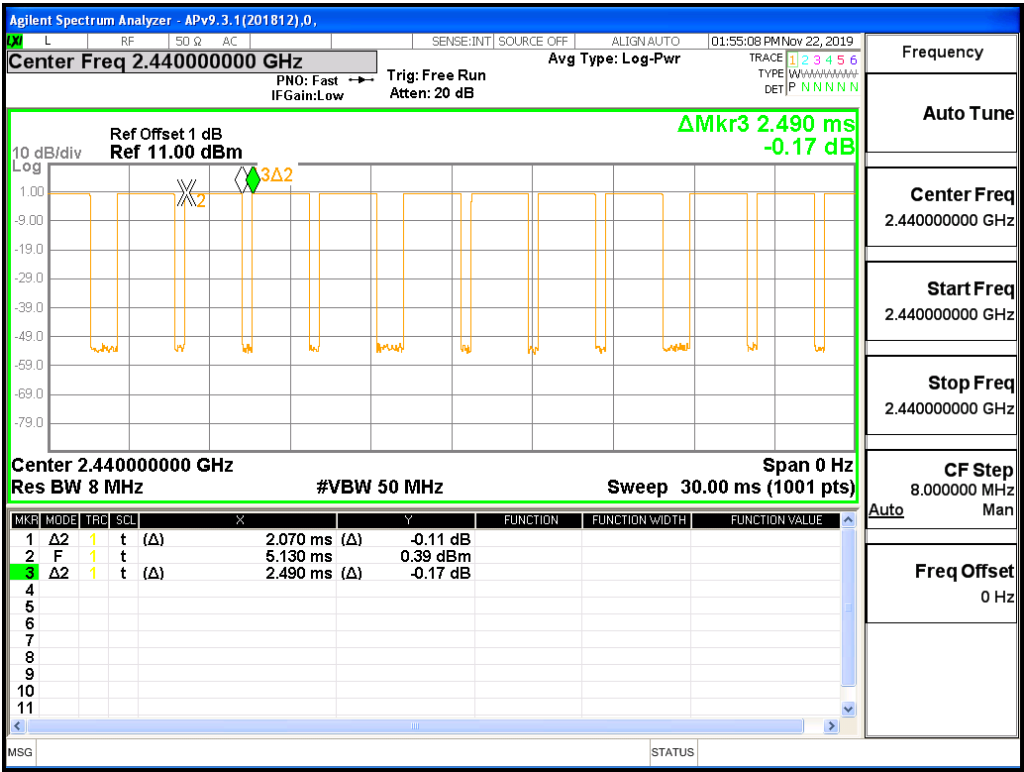 Agilent Spectrum Analyzer - APv9.3.1(201812),0,
LXI L RF 50 Ω AC SENSE:INT SOURCE OFF ALIGN AUTO 01:55:08 PM Nov 22, 2019
Center Freq 2.440000000 GHz
PNO: Fast
IFGain:Low
Trig: Free Run
Atten: 20 dB
Avg Type: Log-Pwr
TRACE 1 2 3 4 5 6
TYPE WWWWWW
DET P N N N N N
ΔMkr3 2.490 ms
-0.17 dB
Ref Offset 1 dB
10 dB/div Ref 11.00 dBm
Log
3Δ2
2
1.00
-9.00
-19.0
-29.0
-39.0
-49.0
-59.0
-69.0
-79.0
Center 2.440000000 GHz Span 0 Hz
Res BW 8 MHz #VBW 50 MHz Sweep 30.00 ms (1001 pts)
MKR MODE TRC SCL X Y FUNCTION FUNCTION WIDTH FUNCTION VALUE
1 Δ2 1 t (Δ) 2.070 ms (Δ) -0.11 dB
2 F 1 t 5.130 ms 0.39 dBm
3 Δ2 1 t (Δ) 2.490 ms (Δ) -0.17 dB
4
5
6
7
8
9
10
11
MSG STATUS
Frequency
Auto Tune
Center Freq
2.440000000 GHz
Start Freq
2.440000000 GHz
Stop Freq
2.440000000 GHz
CF Step
8.000000 MHz
Auto Man
Freq Offset
0 Hz